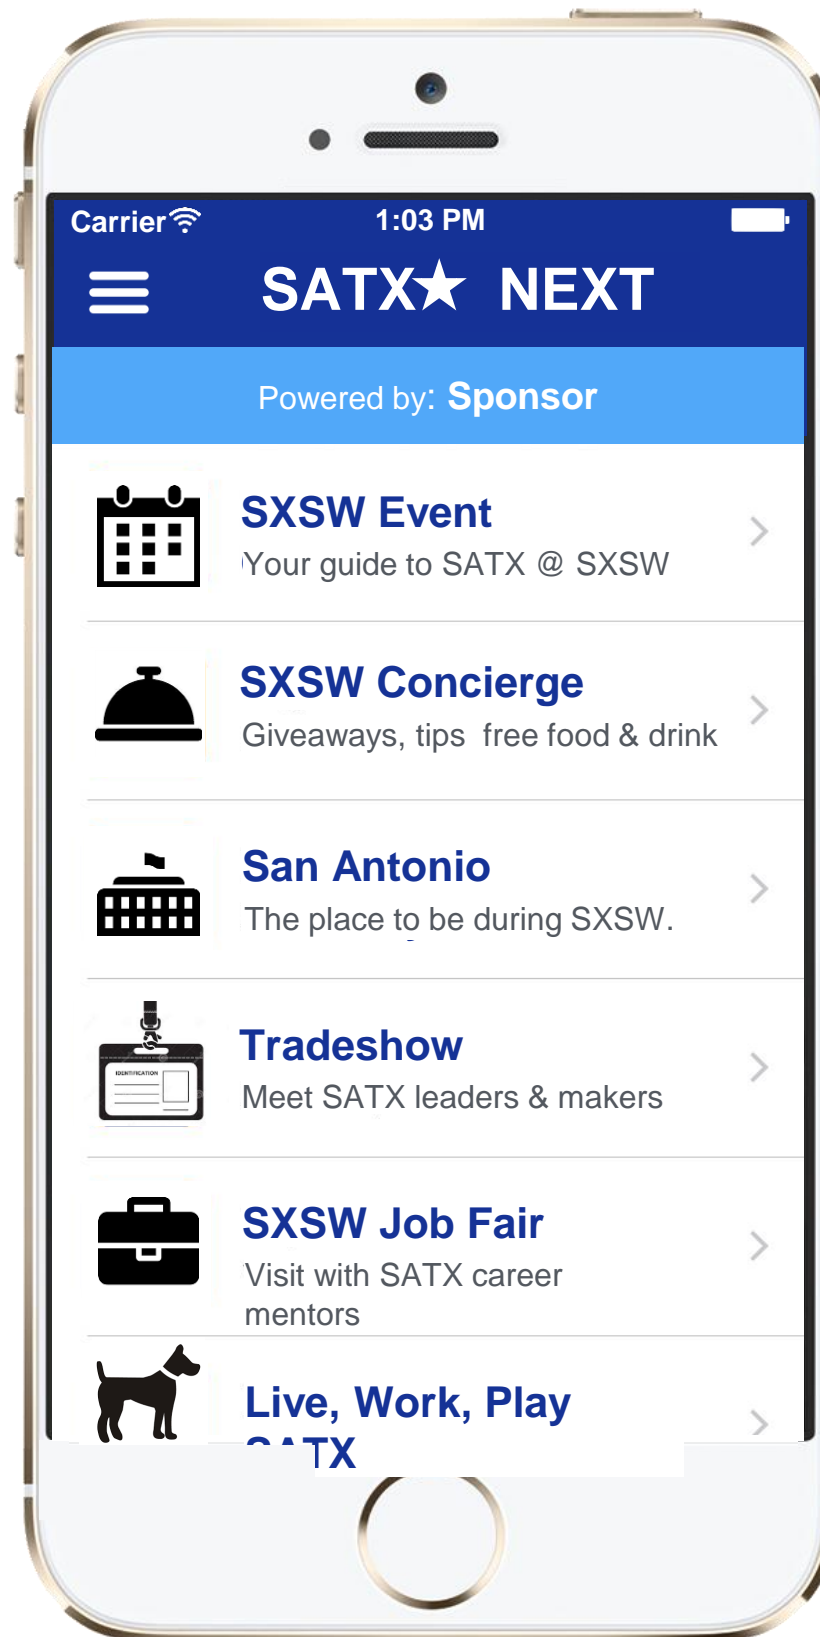 Carrier
1:03 PM
SATX★ NEXT
Powered by: Sponsor
SXSW Event
Your guide to SATX @ SXSW
SXSW Concierge
Giveaways, tips  free food & drink
San Antonio
The place to be during SXSW.
Tradeshow
IDENTIFICATION
Meet SATX leaders & makers
SXSW Job Fair
Visit with SATX career
mentors
Live, Work, Play
SATX